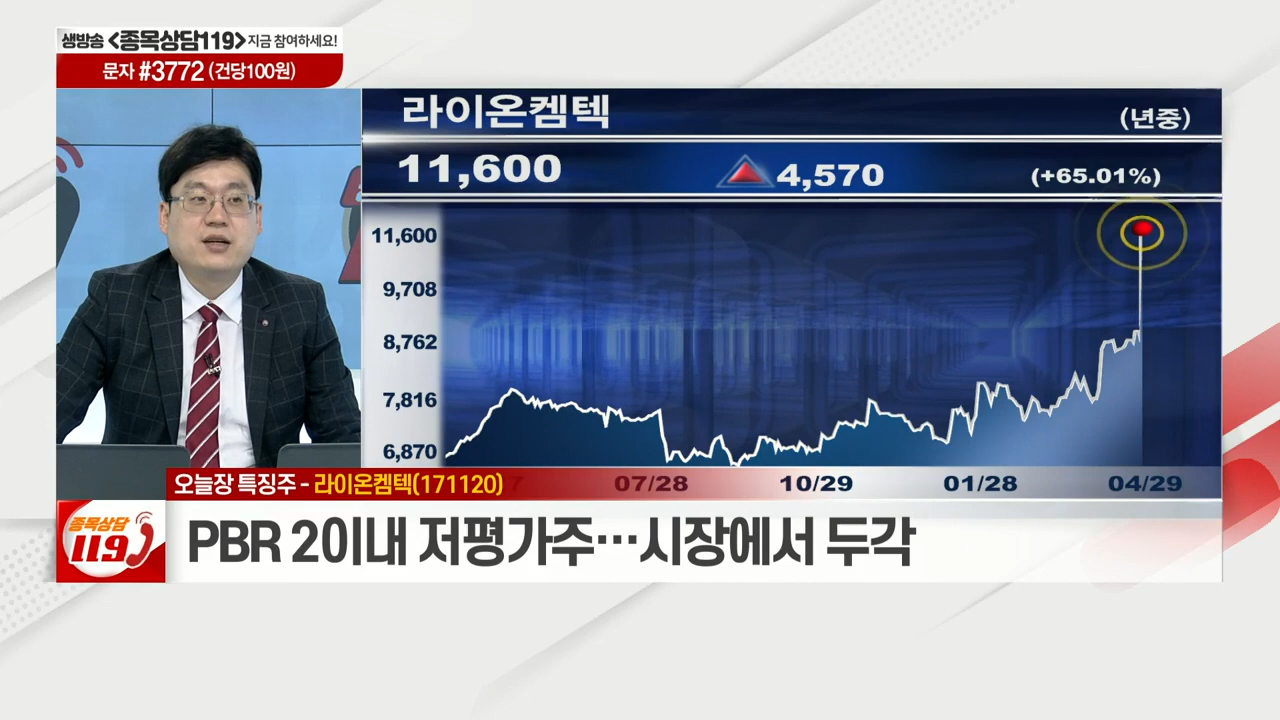 생방송 <종목상담119> 지금 참여하세요!
문자 #3772 (건당100원)
라이온켐텍
(년중)
11,600
4,570
(+65.01%)
11,600
9,708
8,762
7,816
6,870
07/28
10/29
01/28
04/29
오늘장 특징주 - 라이온켐텍(171120)
종목상담
119
PBR 2이내 저평가주…시장에서 두각